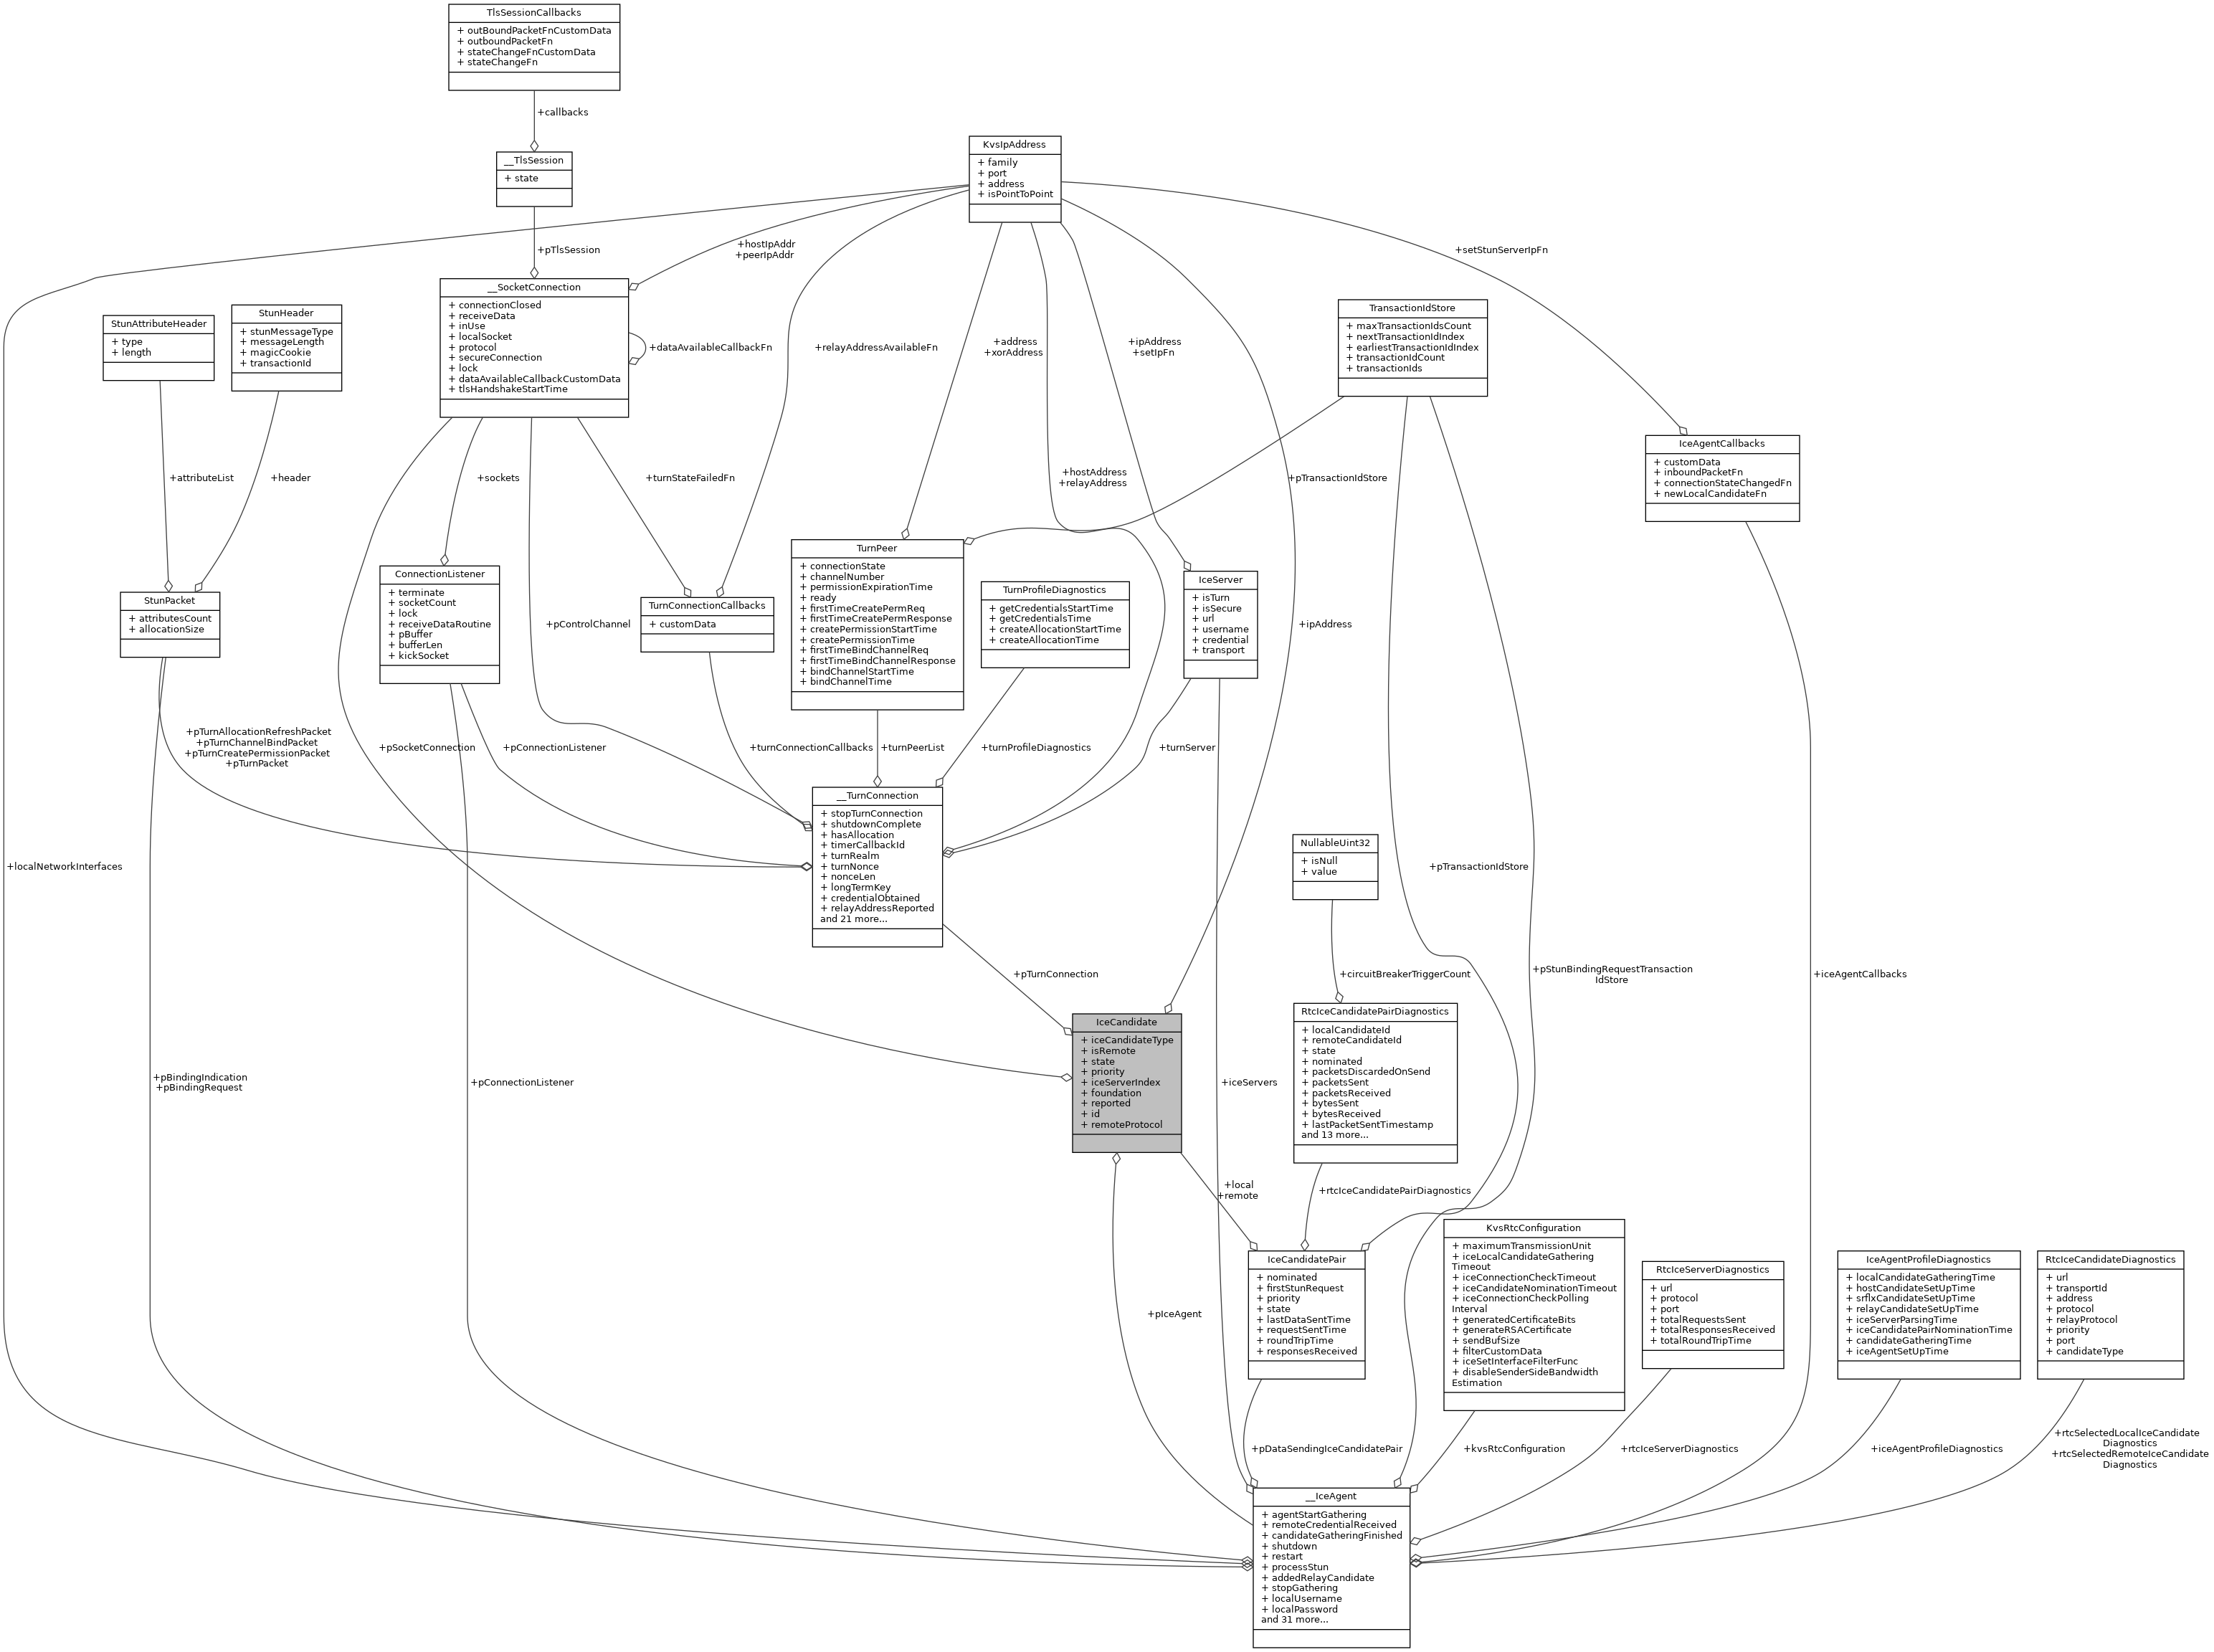 TlsSessionCallbacks
+ outBoundPacketFnCustomData
+ outboundPacketFn
+ stateChangeFnCustomData
+ stateChangeFn
+callbacks
__TlsSession
+ state
+pTlsSession
KvsIpAddress
+ family
+ port
+ address
+ isPointToPoint
+hostIpAddr
+peerIpAddr
+setStunServerIpFn
__SocketConnection
+ connectionClosed
+ receiveData
+ inUse
+ localSocket
+ protocol
+ secureConnection
+ lock
+ dataAvailableCallbackCustomData
+ tlsHandshakeStartTime
+dataAvailableCallbackFn
StunAttributeHeader
+ type
+ length
StunHeader
+ stunMessageType
+ messageLength
+ magicCookie
+ transactionId
+relayAddressAvailableFn
+address
+xorAddress
+ipAddress
+setIpFn
TransactionIdStore
+ maxTransactionIdsCount
+ nextTransactionIdIndex
+ earliestTransactionIdIndex
+ transactionIdCount
+ transactionIds
+attributeList
+header
+sockets
+turnStateFailedFn
+hostAddress
+relayAddress
+pTransactionIdStore
IceAgentCallbacks
+ customData
+ inboundPacketFn
+ connectionStateChangedFn
+ newLocalCandidateFn
StunPacket
+ attributesCount
+ allocationSize
ConnectionListener
+ terminate
+ socketCount
+ lock
+ receiveDataRoutine
+ pBuffer
+ bufferLen
+ kickSocket
+pControlChannel
TurnConnectionCallbacks
+ customData
TurnPeer
+ connectionState
+ channelNumber
+ permissionExpirationTime
+ ready
+ firstTimeCreatePermReq
+ firstTimeCreatePermResponse
+ createPermissionStartTime
+ createPermissionTime
+ firstTimeBindChannelReq
+ firstTimeBindChannelResponse
+ bindChannelStartTime
+ bindChannelTime
TurnProfileDiagnostics
+ getCredentialsStartTime
+ getCredentialsTime
+ createAllocationStartTime
+ createAllocationTime
IceServer
+ isTurn
+ isSecure
+ url
+ username
+ credential
+ transport
+ipAddress
+pTurnAllocationRefreshPacket
+pTurnChannelBindPacket
+pTurnCreatePermissionPacket
+pTurnPacket
+pSocketConnection
+pConnectionListener
+turnConnectionCallbacks
+turnPeerList
+turnProfileDiagnostics
+turnServer
__TurnConnection
+ stopTurnConnection
+ shutdownComplete
+ hasAllocation
+ timerCallbackId
+ turnRealm
+ turnNonce
+ nonceLen
+ longTermKey
+ credentialObtained
+ relayAddressReported
and 21 more...
+localNetworkInterfaces
NullableUint32
+ isNull
+ value
+pTransactionIdStore
+pTurnConnection
+circuitBreakerTriggerCount
+pStunBindingRequestTransaction
IdStore
+iceAgentCallbacks
IceCandidate
+ iceCandidateType
+ isRemote
+ state
+ priority
+ iceServerIndex
+ foundation
+ reported
+ id
+ remoteProtocol
RtcIceCandidatePairDiagnostics
+ localCandidateId
+ remoteCandidateId
+ state
+ nominated
+ packetsDiscardedOnSend
+ packetsSent
+ packetsReceived
+ bytesSent
+ bytesReceived
+ lastPacketSentTimestamp
and 13 more...
+pBindingIndication
+pBindingRequest
+pConnectionListener
+iceServers
+local
+remote
+rtcIceCandidatePairDiagnostics
+pIceAgent
IceCandidatePair
+ nominated
+ firstStunRequest
+ priority
+ state
+ lastDataSentTime
+ requestSentTime
+ roundTripTime
+ responsesReceived
KvsRtcConfiguration
+ maximumTransmissionUnit
+ iceLocalCandidateGathering
Timeout
+ iceConnectionCheckTimeout
+ iceCandidateNominationTimeout
+ iceConnectionCheckPolling
Interval
+ generatedCertificateBits
+ generateRSACertificate
+ sendBufSize
+ filterCustomData
+ iceSetInterfaceFilterFunc
+ disableSenderSideBandwidth
Estimation
RtcIceServerDiagnostics
+ url
+ protocol
+ port
+ totalRequestsSent
+ totalResponsesReceived
+ totalRoundTripTime
IceAgentProfileDiagnostics
+ localCandidateGatheringTime
+ hostCandidateSetUpTime
+ srflxCandidateSetUpTime
+ relayCandidateSetUpTime
+ iceServerParsingTime
+ iceCandidatePairNominationTime
+ candidateGatheringTime
+ iceAgentSetUpTime
RtcIceCandidateDiagnostics
+ url
+ transportId
+ address
+ protocol
+ relayProtocol
+ priority
+ port
+ candidateType
+pDataSendingIceCandidatePair
+kvsRtcConfiguration
+rtcIceServerDiagnostics
+iceAgentProfileDiagnostics
+rtcSelectedLocalIceCandidate
Diagnostics
+rtcSelectedRemoteIceCandidate
Diagnostics
__IceAgent
+ agentStartGathering
+ remoteCredentialReceived
+ candidateGatheringFinished
+ shutdown
+ restart
+ processStun
+ addedRelayCandidate
+ stopGathering
+ localUsername
+ localPassword
and 31 more...